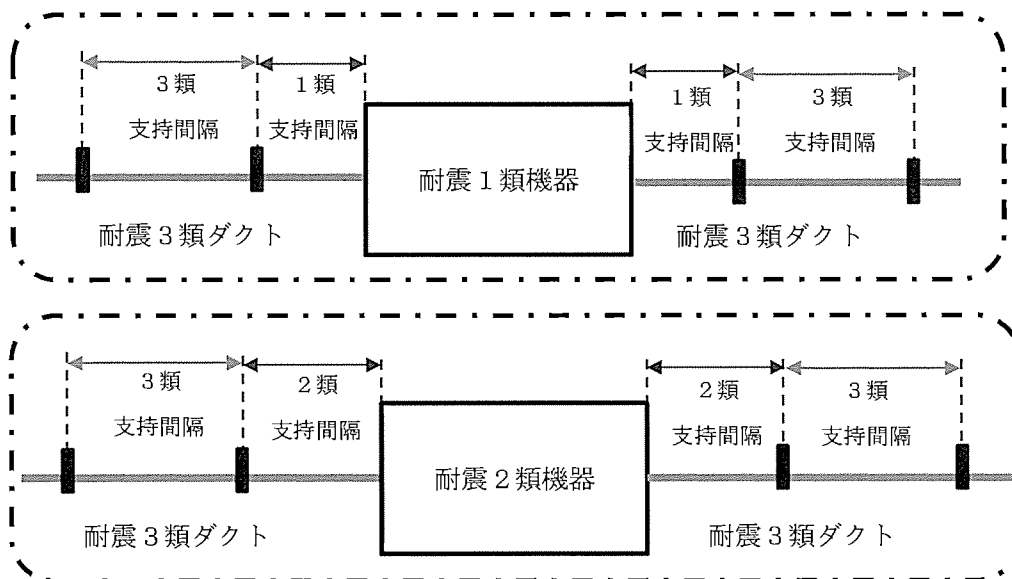 3類
1類
1類
3類
支持間隔
支持間隔
支持間隔
支持間隔
耐震1類機器
耐震3類ダクト
耐震3類ダクト
3類
2類
2類
3類
支持間隔
支持間隔
支持間隔
支持間隔
耐震2類機器
耐震3類ダクト
耐震3類ダクト